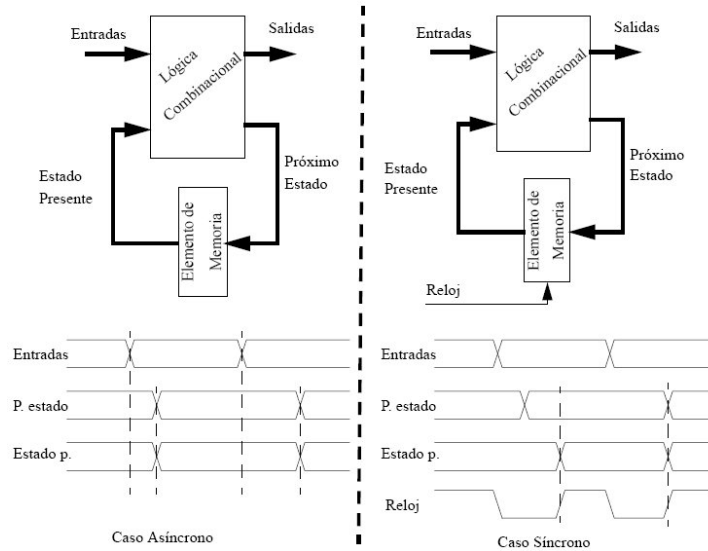 Entradas
Salidas
Lógica
Combinacional
Estado
Presente
Próximo
Estado
Elemento de
Memoria
Entradas
P. estado
Estado p.
Caso Asíncrono
Entradas
Salidas
Lógica
Combinacional
Estado
Presente
Próximo
Estado
Elemento de
Memoria
Reloj
Entradas
P. estado
Estado p.
Reloj
Caso Síncrono